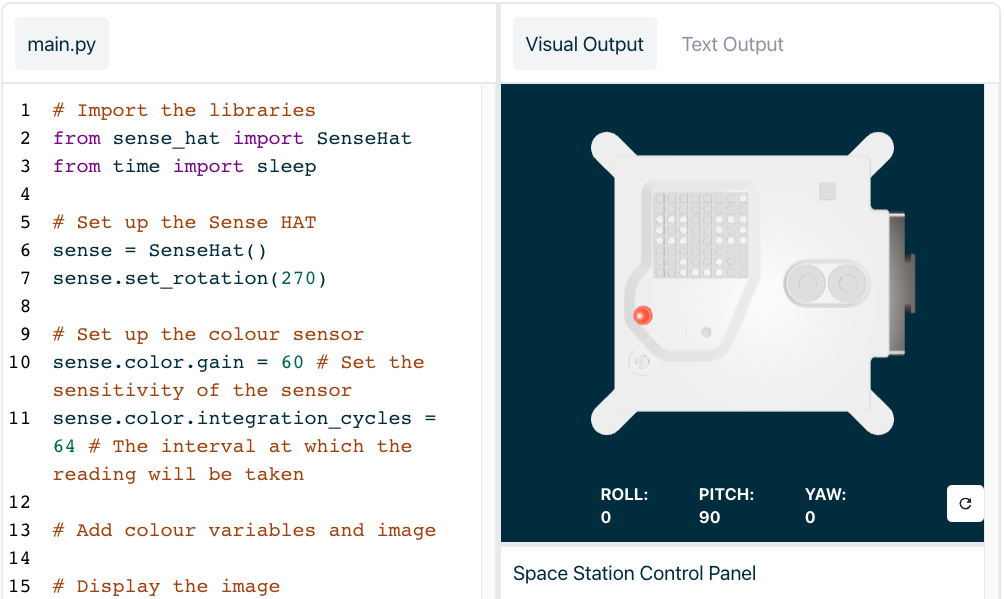 main.py
1 # Import the libraries
2 from sense_hat import SenseHat
3 from time import sleep
4
5 # Set up the Sense HAT
6 sense = SenseHat()
7 sense.set_rotation(270)
8
9 # Set up the colour sensor
10 sense.color.gain = 60 # Set the
sensitivity of the sensor
11 sense.color.integration_cycles =
64 # The interval at which the
reading will be taken
12
13 # Add colour variables and image
14
15 # Display the image
Visual Output Text Output
ROLL: PITCH: YAW:
0 90 0
Space Station Control Panel